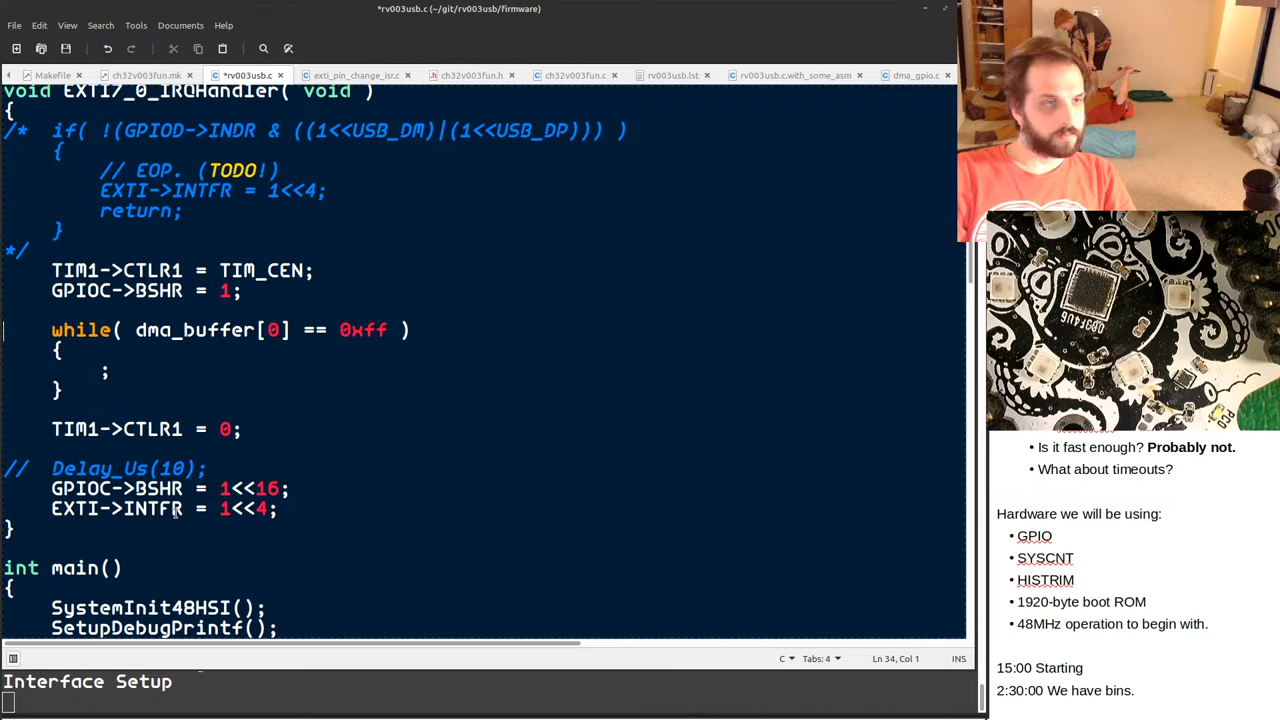 *rv003usb.c (~/git/rv003usb/firmware)
File Edit View Search Tools Documents Help
Makefile ch32v003fun.mk *rv003usb.c exti_pin_change_isr.c ch32v003fun.h ch32v003fun.c rv003usb.lst rv003usb.c.with_some_asm dma_gpio.c
void EXTI7_0_IRQHandler( void )
{
/* if( !(GPIOD->INDR & ((1<<USB_DM)|(1<<USB_DP))) )
{
// EOP. (TODO!)
EXTI->INTFR = 1<<4;
return;
}
*/
TIM1->CTLR1 = TIM_CEN;
GPIOC->BSHR = 1;
while( dma_buffer[0] == 0xff )
{
;
}
TIM1->CTLR1 = 0;
// Delay_Us(10);
GPIOC->BSHR = 1<<16;
EXTI->INTFR = 1<<4;
}
int main()
{
SystemInit48HSI();
SetupDebugPrintf();
C Tabs: 4 Ln 34, Col 1 INS
Interface Setup
• Is it fast enough? Probably not.
• What about timeouts?
Hardware we will be using:
• GPIO
• SYSCNT
• HISTRIM
• 1920-byte boot ROM
• 48MHz operation to begin with.
15:00 Starting
2:30:00 We have bins.